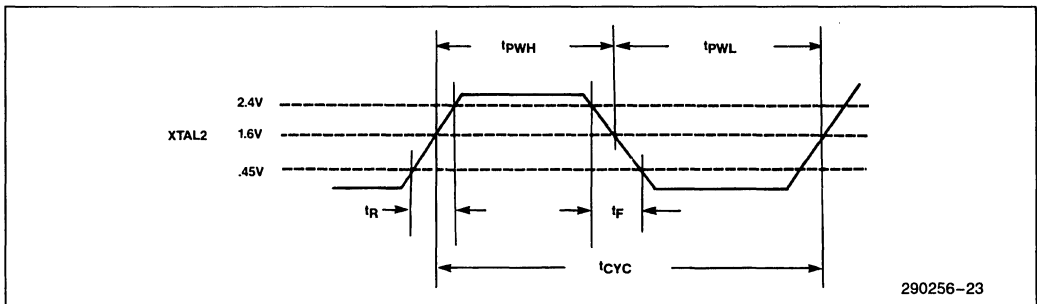 tPWH
tPWL
2.4V
XTAL2
1.6V
.45V
tR
tF
tCYC
290256-23